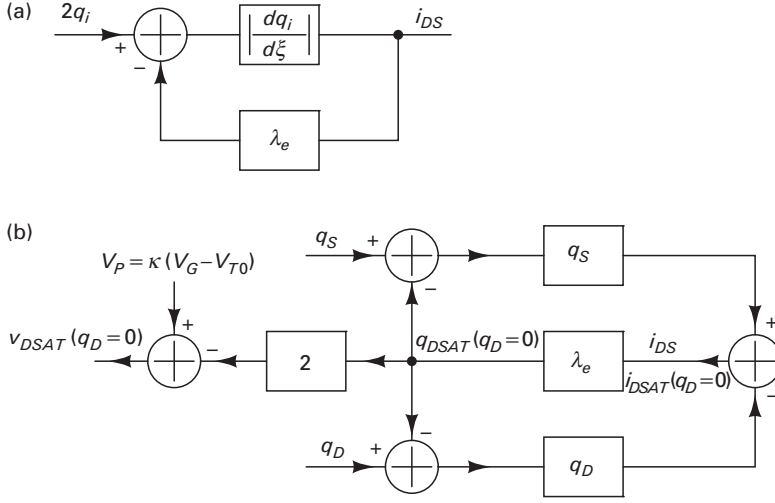 (a)
2q_i
+
−
|dq_i/dξ|
i_DS
λ_e
(b)
q_S
+
−
q_S
V_P = κ (V_G − V_T0)
+
v_DSAT (q_D = 0)
−
2
q_DSAT (q_D = 0)
λ_e
i_DS
i_DSAT (q_D = 0)
+
−
−
q_D
+
q_D